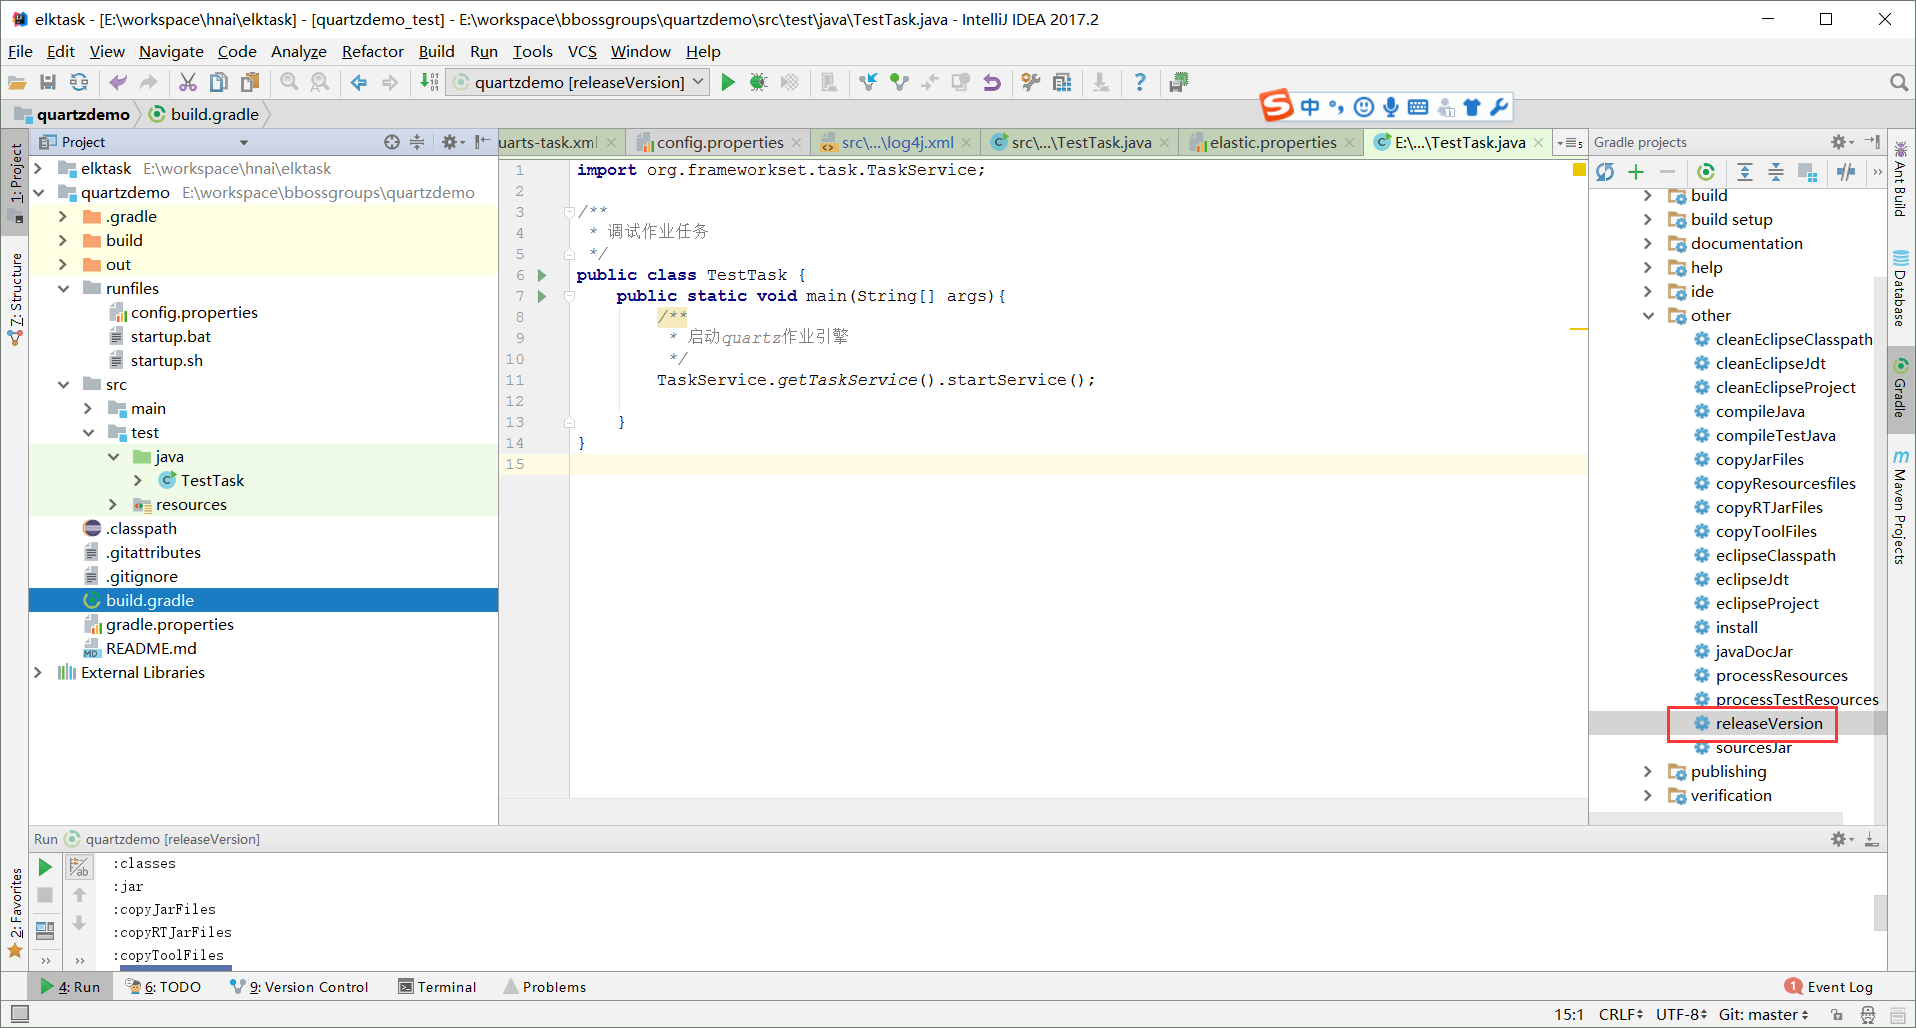 elktask - [E:\workspace\hnai\elktask] - [quartzdemo_test] - E:\workspace\bbossgroups\quartzdemo\src\test\java\TestTask.java - IntelliJ IDEA 2017.2
File Edit View Navigate Code Analyze Refactor Build Run Tools VCS Window Help
quartzdemo [releaseVersion]
quartzdemo build.gradle
中
Project
uarts-task.xml config.properties src\...\log4j.xml src\...\TestTask.java elastic.properties E:\...\TestTask.java
Gradle projects
1: Project
Z: Structure
2: Favorites
elktask E:\workspace\hnai\elktask
quartzdemo E:\workspace\bbossgroups\quartzdemo
.gradle
build
out
runfiles
config.properties
startup.bat
startup.sh
src
main
test
java
TestTask
resources
.classpath
.gitattributes
.gitignore
build.gradle
gradle.properties
README.md
External Libraries
1 import org.frameworkset.task.TaskService;
2
3 /**
4 * 调试作业任务
5 */
6 public class TestTask {
7 public static void main(String[] args){
8 /**
9 * 启动quartz作业引擎
10 */
11 TaskService.getTaskService().startService();
12
13 }
14 }
15
build
build setup
documentation
help
ide
other
cleanEclipseClasspath
cleanEclipseJdt
cleanEclipseProject
compileJava
compileTestJava
copyJarFiles
copyResourcesfiles
copyRTJarFiles
copyToolFiles
eclipseClasspath
eclipseJdt
eclipseProject
install
javaDocJar
processResources
processTestResources
releaseVersion
sourcesJar
publishing
verification
Ant Build
Database
Gradle
Maven Projects
Run quartzdemo [releaseVersion]
:classes
:jar
:copyJarFiles
:copyRTJarFiles
:copyToolFiles
4: Run 6: TODO 9: Version Control Terminal Problems 1 Event Log
15:1 CRLF UTF-8 Git: master